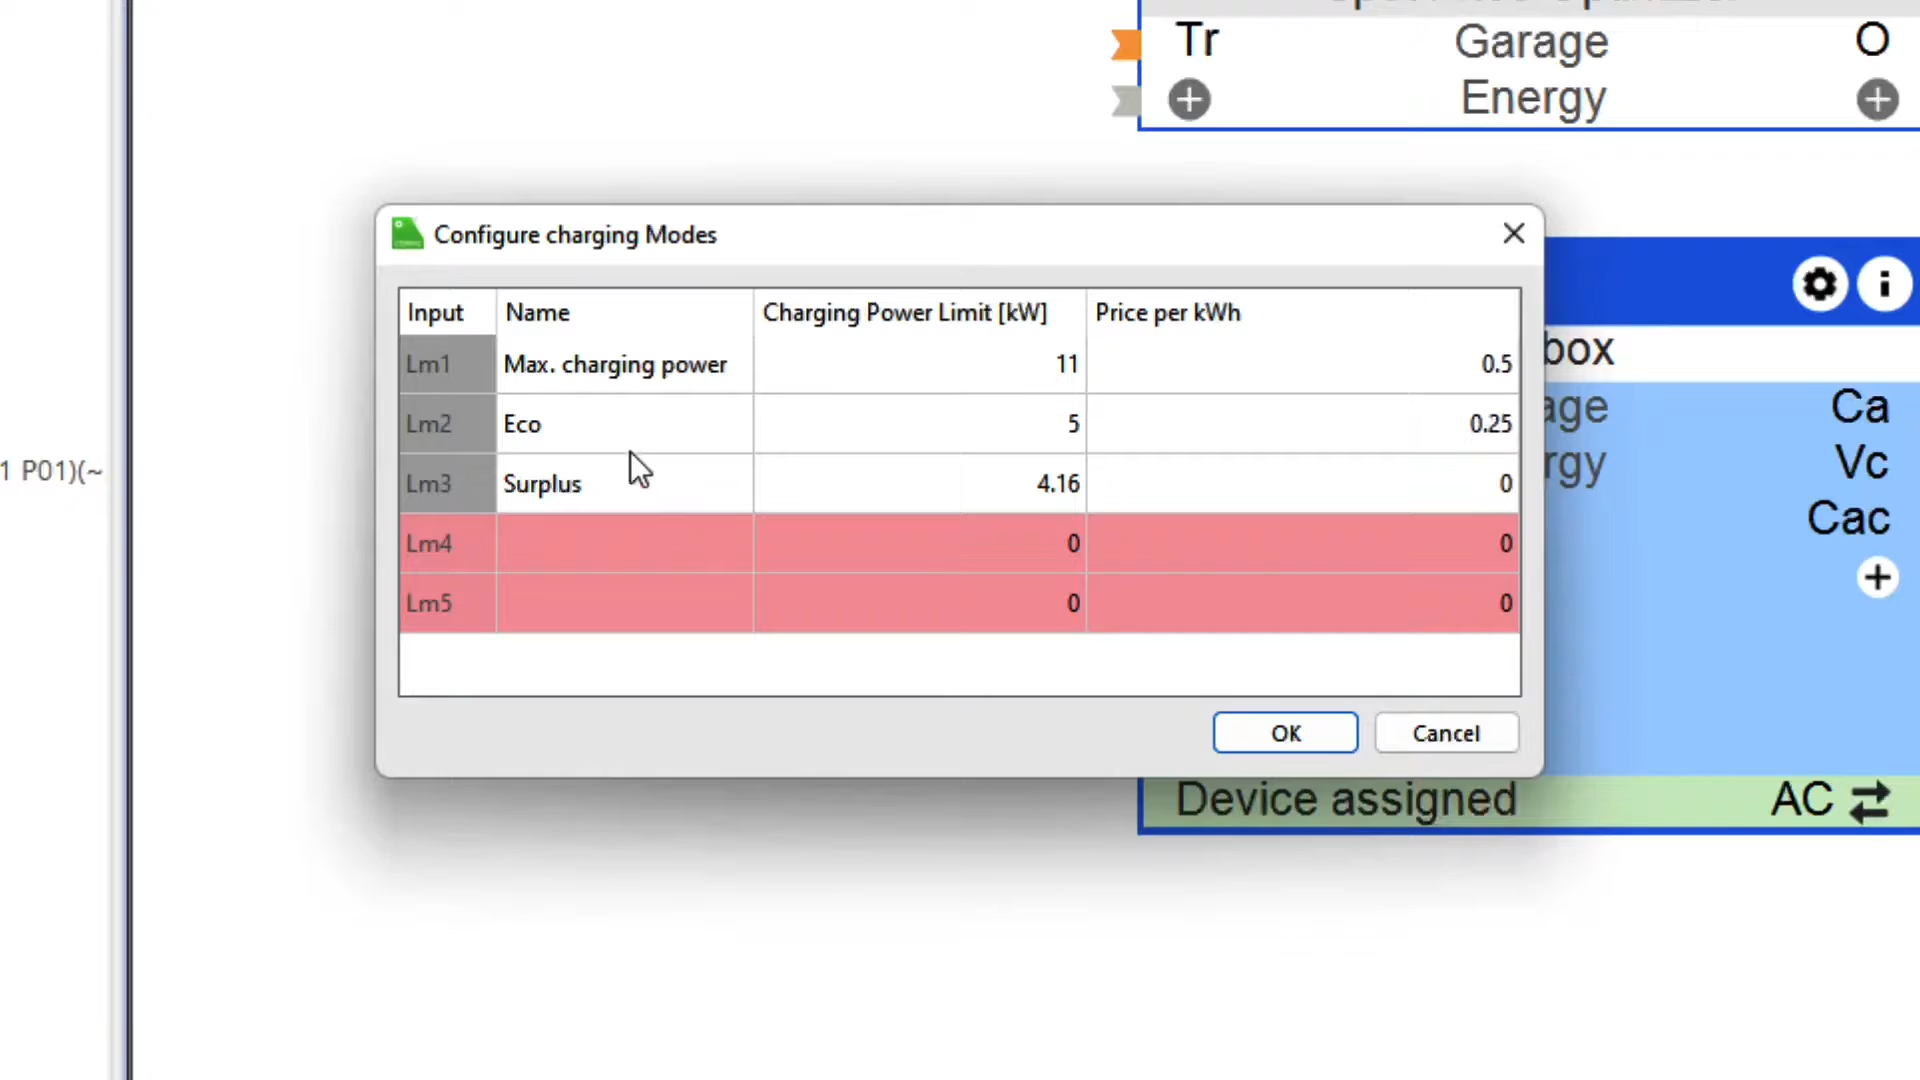 Tr Garage O
Energy
1 P01)(~
Configure charging Modes
Input Name Charging Power Limit [kW] Price per kWh
Lm1 Max. charging power 11 0.5
Lm2 Eco 5 0.25
Lm3 Surplus 4.16 0
Lm4 0 0
Lm5 0 0
OK Cancel
box
age Ca
rgy Vc
Cac
Device assigned AC